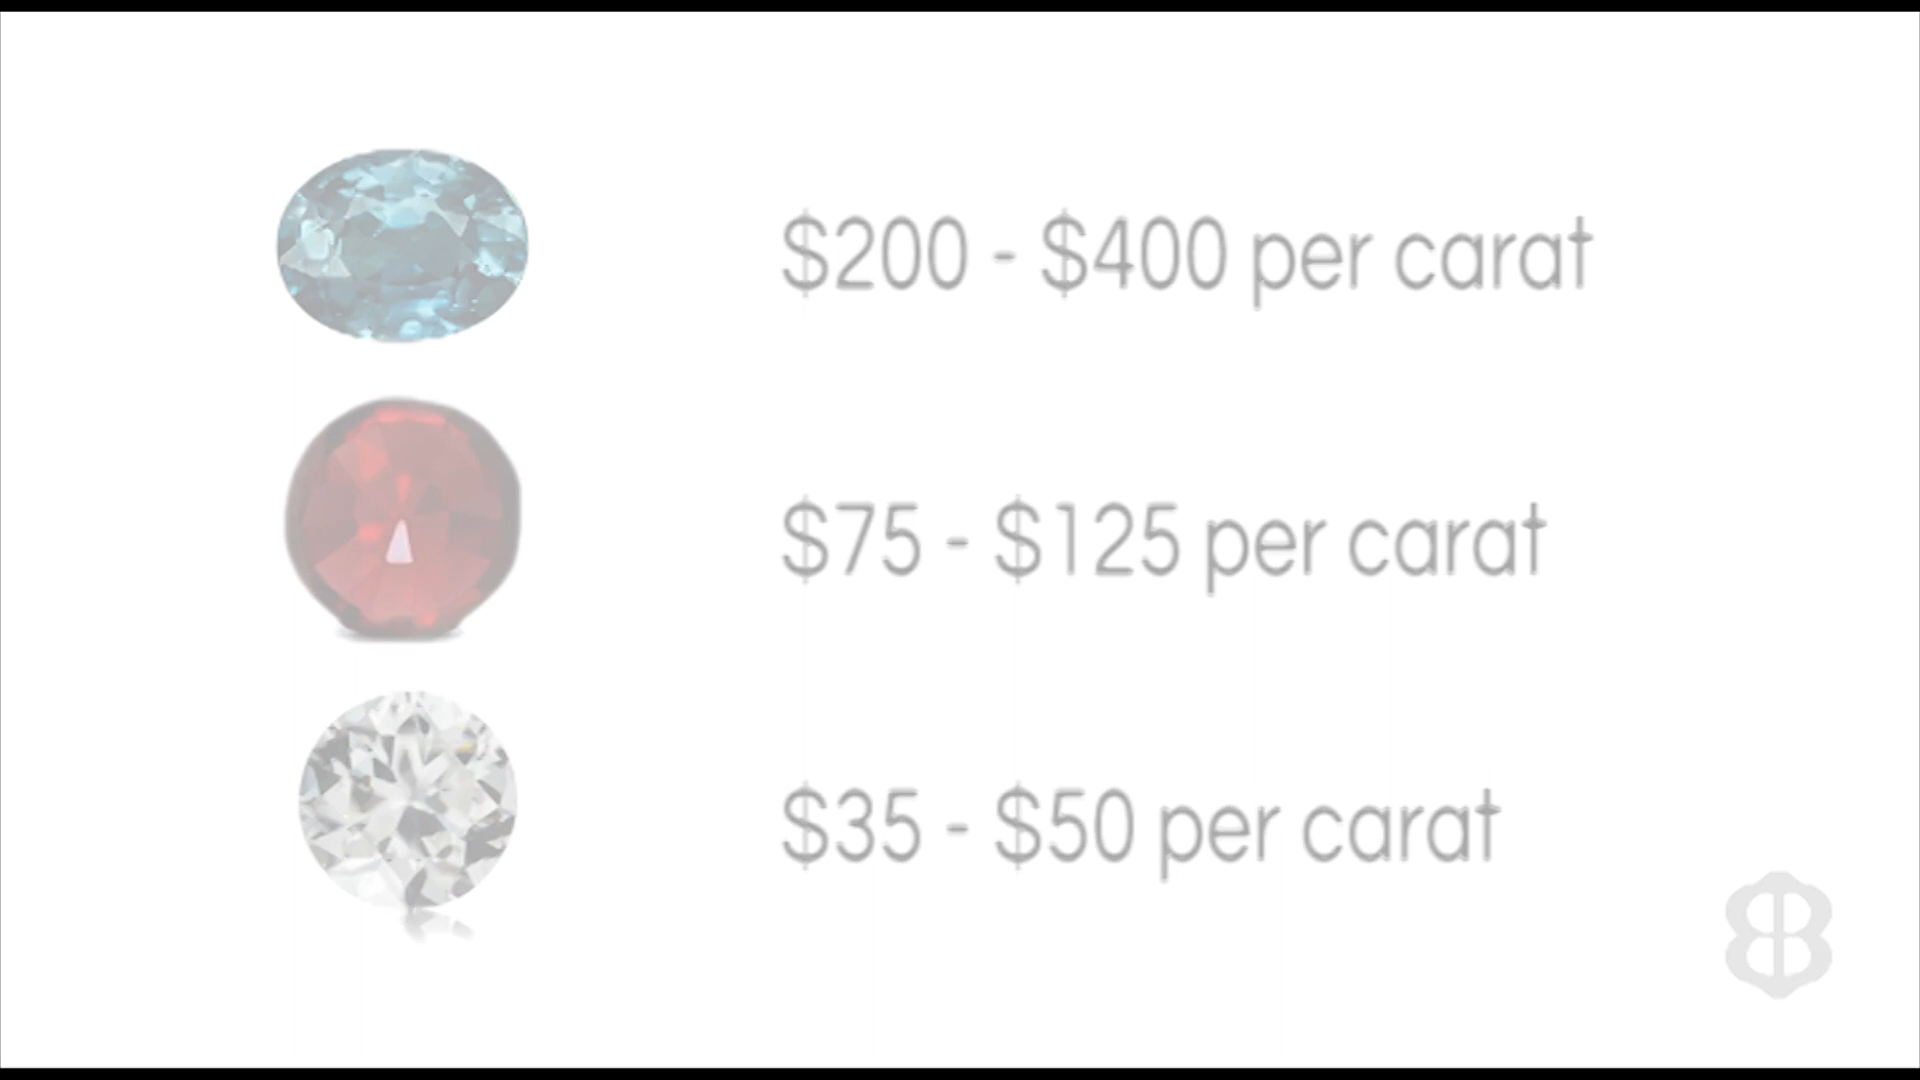 $200 - $400 per carat
$75 - $125 per carat
$35 - $50 per carat